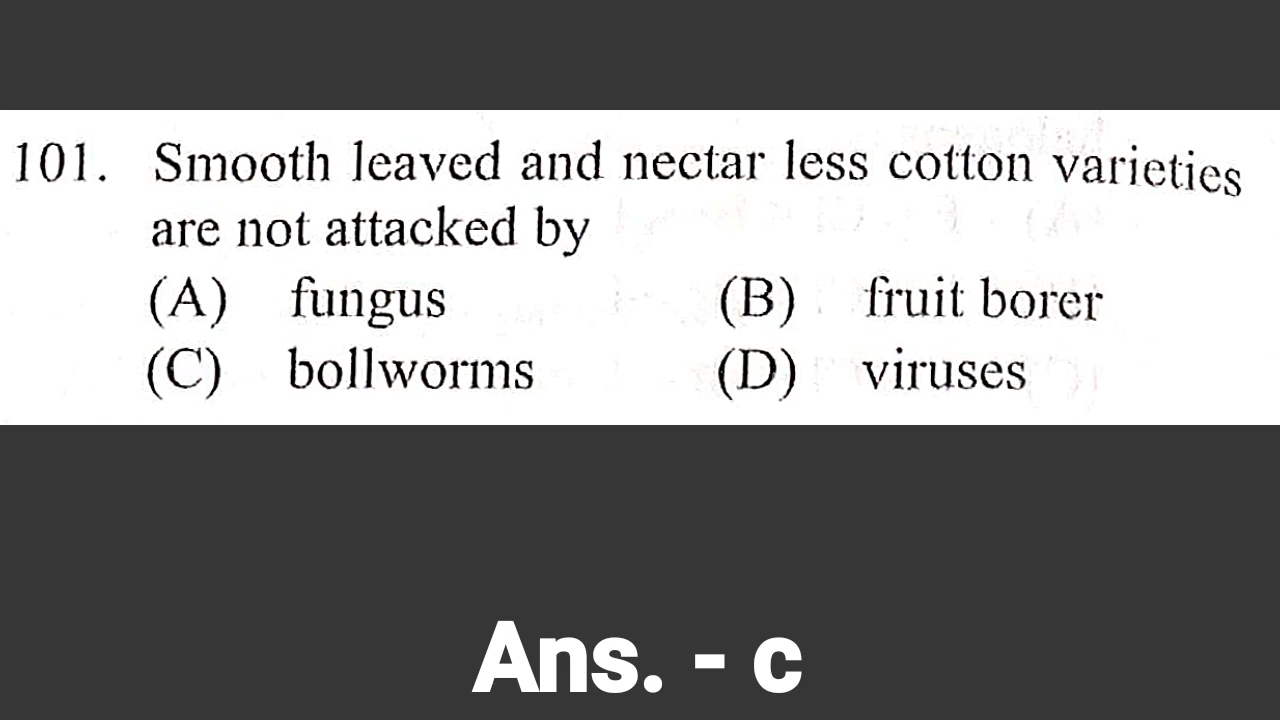 101. Smooth leaved and nectar less cotton varieties
are not attacked by
(A) fungus (B) fruit borer
(C) bollworms (D) viruses
Ans. - c